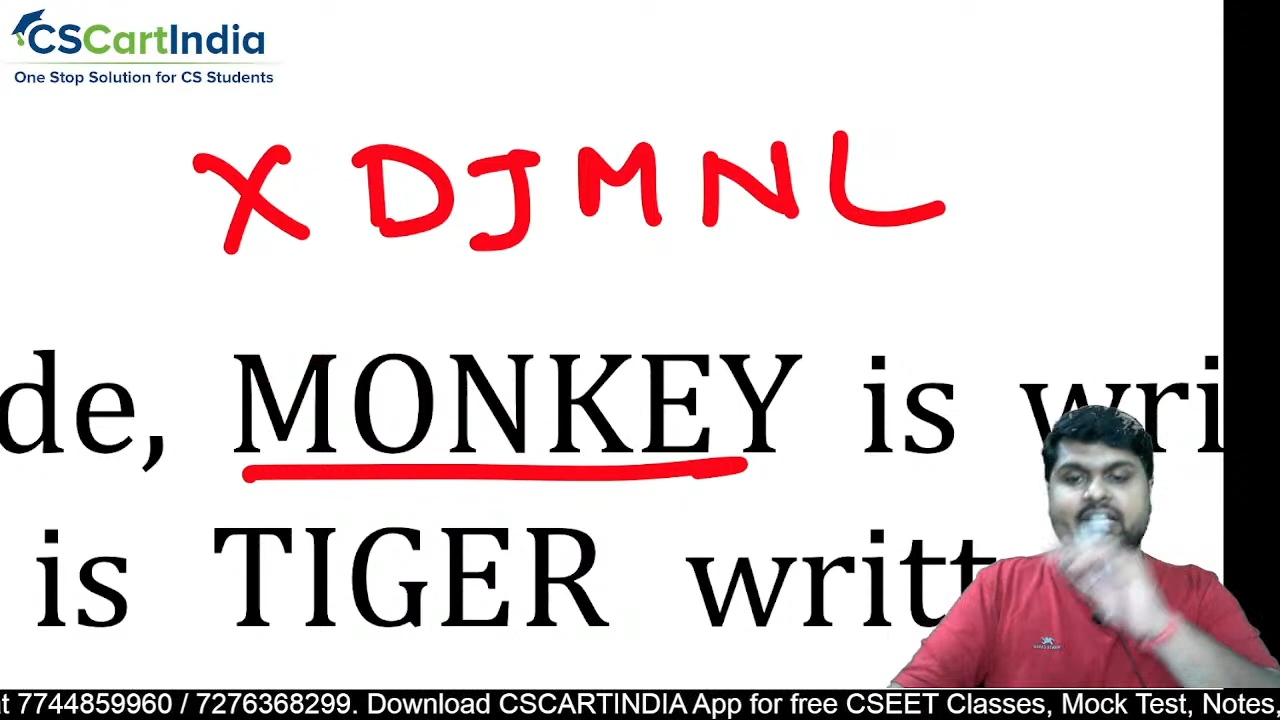 CSCartIndia
One Stop Solution for CS Students
XDJMNL
de, MONKEY is wri
is TIGER writt
at 7744859960 / 7276368299. Download CSCARTINDIA App for free CSEET Classes, Mock Test, Notes,